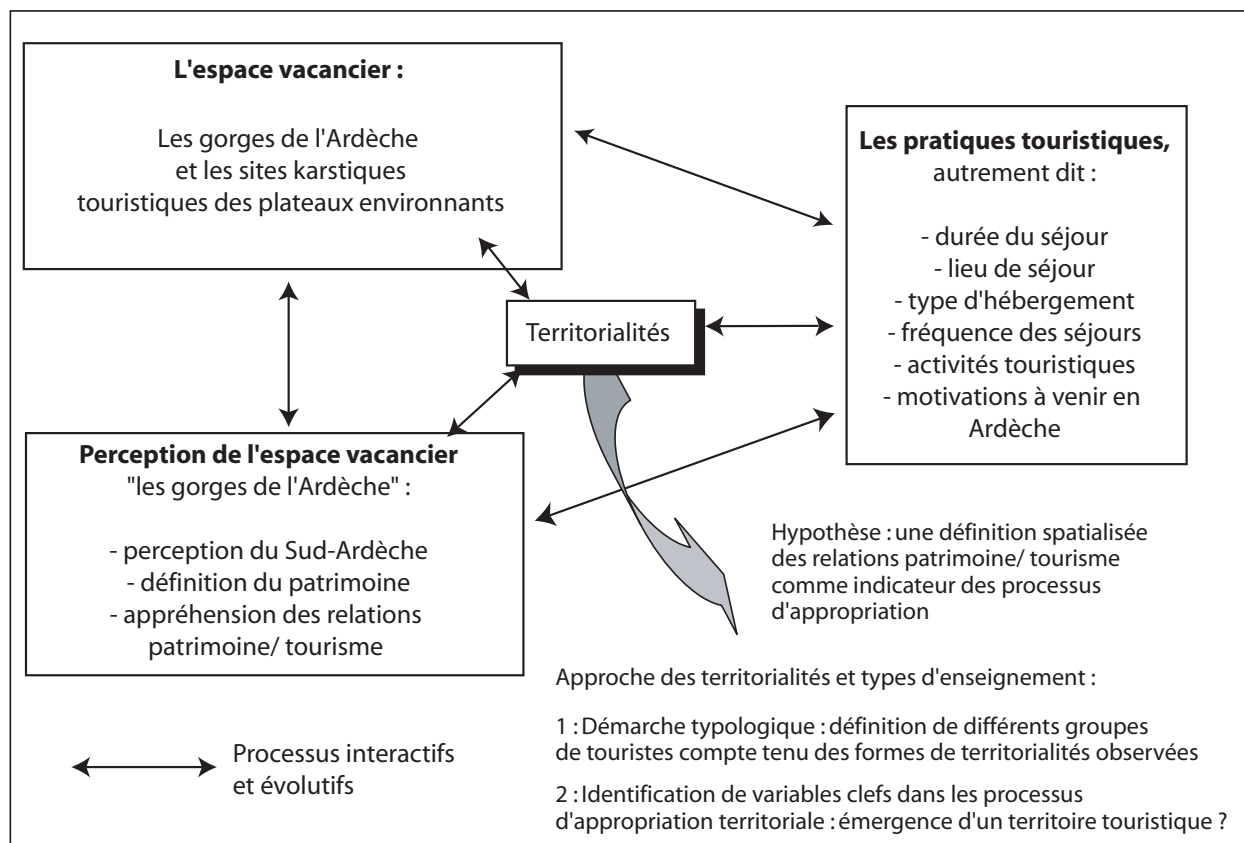 L'espace vacancier :
Les gorges de l'Ardèche
et les sites karstiques
touristiques des plateaux environnants
Les pratiques touristiques,
autrement dit :
- durée du séjour
- lieu de séjour
- type d'hébergement
- fréquence des séjours
- activités touristiques
- motivations à venir en
Ardèche
Territorialités
Perception de l'espace vacancier
"les gorges de l'Ardèche" :
- perception du Sud-Ardèche
- définition du patrimoine
- appréhension des relations
patrimoine/ tourisme
Hypothèse : une définition spatialisée
des relations patrimoine/ tourisme
comme indicateur des processus
d'appropriation
Approche des territorialités et types d'enseignement :
1 : Démarche typologique : définition de différents groupes
de touristes compte tenu des formes de territorialités observées
2 : Identification de variables clefs dans les processus
d'appropriation territoriale : émergence d'un territoire touristique ?
Processus interactifs
et évolutifs